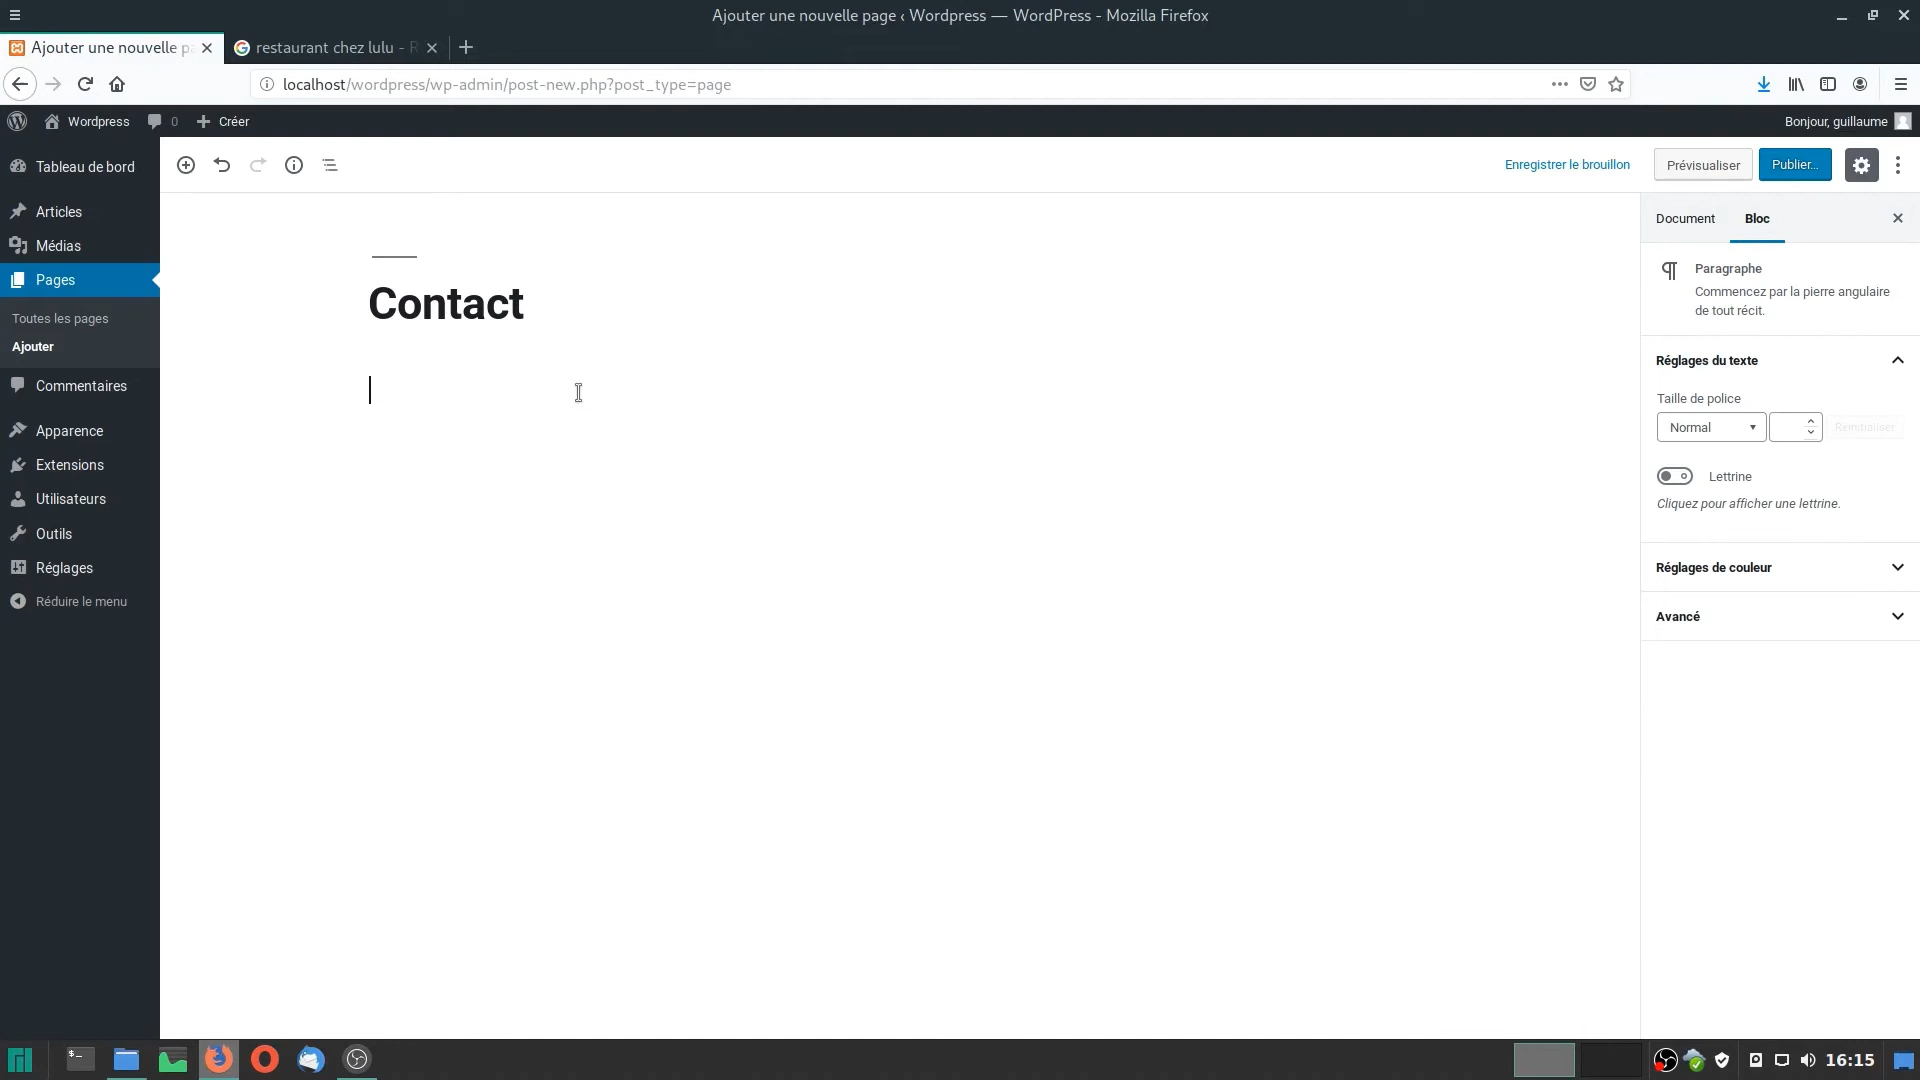 Ajouter une nouvelle page ‹ Wordpress — WordPress - Mozilla Firefox
Ajouter une nouvelle p
restaurant chez lulu - R
localhost/wordpress/wp-admin/post-new.php?post_type=page
Wordpress 0 Créer Bonjour, guillaume
Tableau de bord
Articles
Médias
Pages
Toutes les pages
Ajouter
Commentaires
Apparence
Extensions
Utilisateurs
Outils
Réglages
Réduire le menu
Enregistrer le brouillon Prévisualiser Publier…
Contact
Document Bloc
Paragraphe
Commencez par la pierre angulaire
de tout récit.
Réglages du texte
Taille de police
Normal Réinitialiser
Lettrine
Cliquez pour afficher une lettrine.
Réglages de couleur
Avancé
16:15